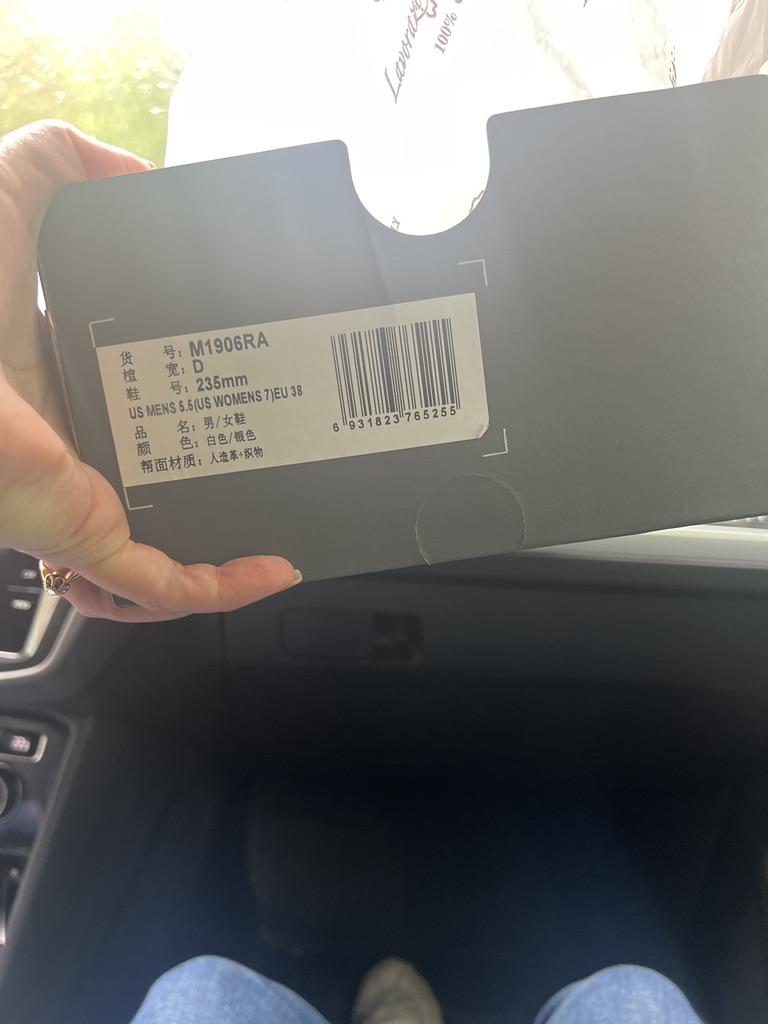 100%
货 号: M1906RA
楦 宽: D
鞋 号: 235mm
US MENS 5.5(US WOMENS 7)EU 38
品 名: 男/女鞋
颜 色: 白色/银色
帮面材质: 人造革+织物
6 931823 765255